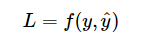 L = f(y, ŷ)